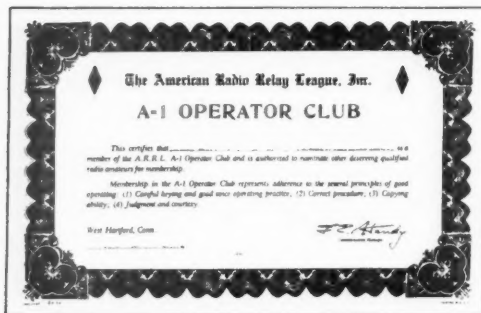 The American Radio Relay League, Inc.
A-1 OPERATOR CLUB
This certifies that is a
member of the A.R.R.L. A-1 Operator Club and is authorized to nominate other deserving qualified
radio amateurs for membership.
Membership in the A-1 Operator Club represents adherence to the several principles of good
operating: (1) Careful keying and good voice operating practice; (2) Correct procedure; (3) Copying
ability; (4) Judgment and courtesy.
West Hartford, Conn.
F. E. Handy